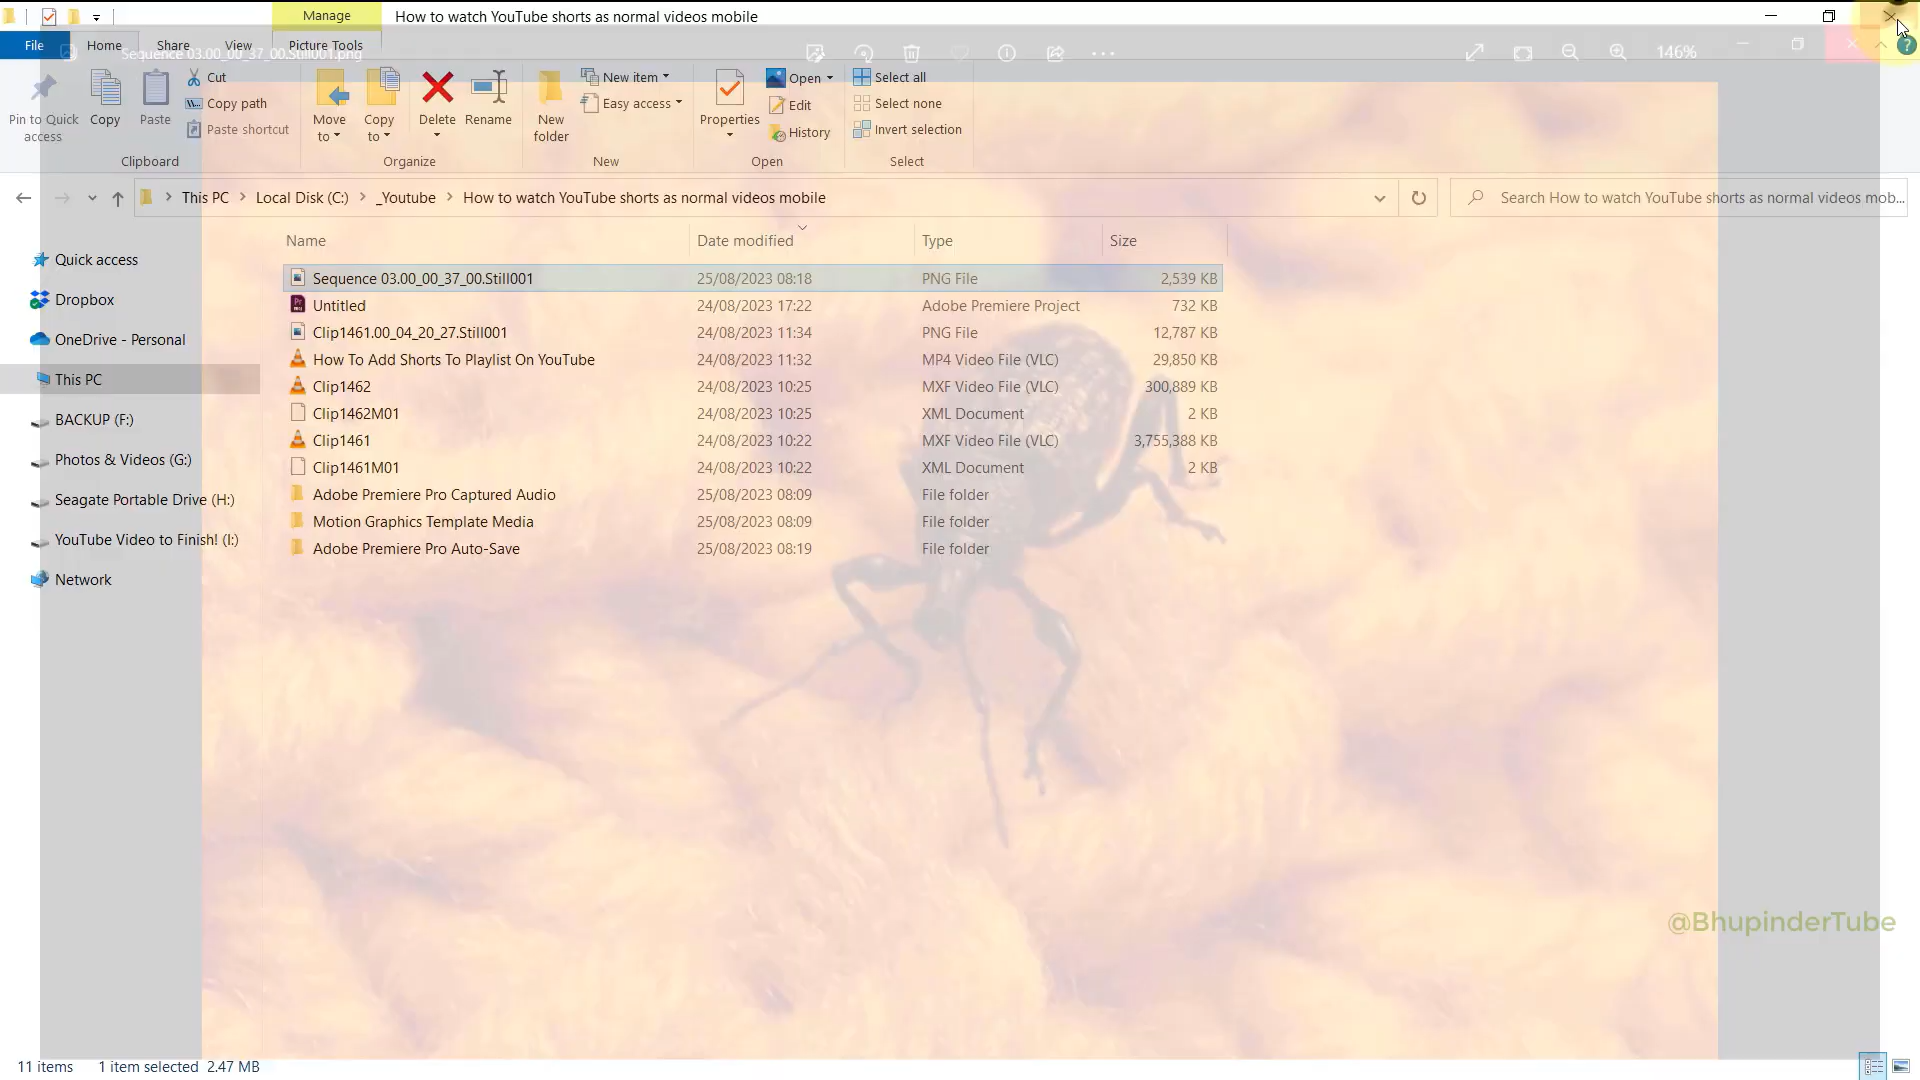 Manage How to watch YouTube shorts as normal videos mobile
File Home Share View Picture Tools
Sequence 03.00_00_37_00.Still001.png 146%
Pin to Quick access
Copy
Paste
Cut
Copy path
Paste shortcut
Clipboard
Move to
Copy to
Delete
Rename
Organize
New folder
New item
Easy access
New
Properties
Open
Edit
History
Open
Select all
Select none
Invert selection
Select
This PC Local Disk (C:) _Youtube How to watch YouTube shorts as normal videos mobile
Search How to watch YouTube shorts as normal videos mob...
Quick access
Dropbox
OneDrive - Personal
This PC
BACKUP (F:)
Photos & Videos (G:)
Seagate Portable Drive (H:)
YouTube Video to Finish! (I:)
Network
Name Date modified Type Size
Sequence 03.00_00_37_00.Still001 25/08/2023 08:18 PNG File 2,539 KB
Untitled 24/08/2023 17:22 Adobe Premiere Project 732 KB
Clip1461.00_04_20_27.Still001 24/08/2023 11:34 PNG File 12,787 KB
How To Add Shorts To Playlist On YouTube 24/08/2023 11:32 MP4 Video File (VLC) 29,850 KB
Clip1462 24/08/2023 10:25 MXF Video File (VLC) 300,889 KB
Clip1462M01 24/08/2023 10:25 XML Document 2 KB
Clip1461 24/08/2023 10:22 MXF Video File (VLC) 3,755,388 KB
Clip1461M01 24/08/2023 10:22 XML Document 2 KB
Adobe Premiere Pro Captured Audio 25/08/2023 08:09 File folder
Motion Graphics Template Media 25/08/2023 08:09 File folder
Adobe Premiere Pro Auto-Save 25/08/2023 08:19 File folder
@BhupinderTube
11 items 1 item selected 2.47 MB